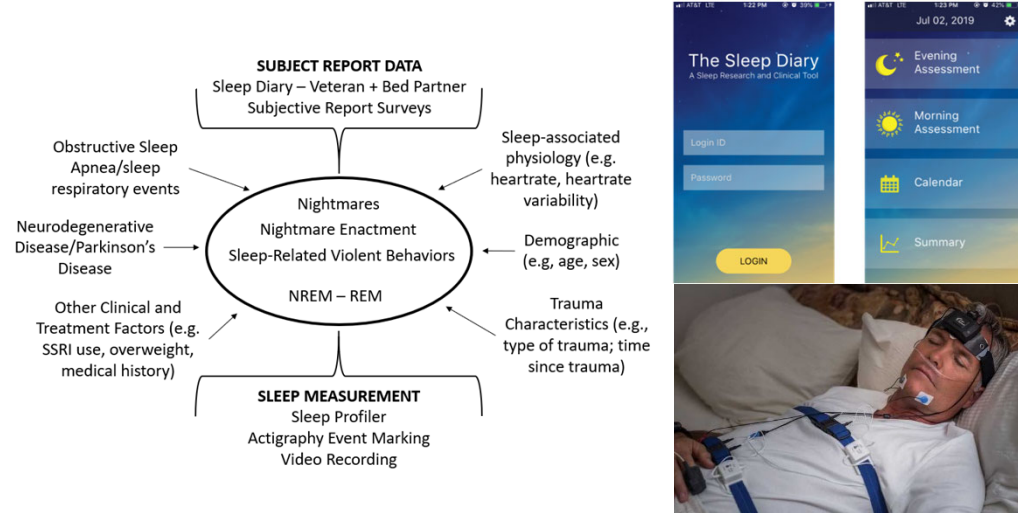 SUBJECT REPORT DATA
Sleep Diary – Veteran + Bed Partner
Subjective Report Surveys
Obstructive Sleep
Apnea/sleep
respiratory events
Neurodegenerative
Disease/Parkinson's
Disease
Other Clinical and
Treatment Factors (e.g.
SSRI use, overweight,
medical history)
Nightmares
Nightmare Enactment
Sleep-Related Violent Behaviors
NREM – REM
Sleep-associated
physiology (e.g.
heartrate, heartrate
variability)
Demographic
(e.g, age, sex)
Trauma
Characteristics (e.g.,
type of trauma; time
since trauma)
SLEEP MEASUREMENT
Sleep Profiler
Actigraphy Event Marking
Video Recording
AT&T LTE 1:22 PM 39%
The Sleep Diary
A Sleep Research and Clinical Tool
Login ID
Password
LOGIN
AT&T LTE 1:23 PM 42%
Jul 02, 2019
Evening
Assessment
Morning
Assessment
Calendar
Summary